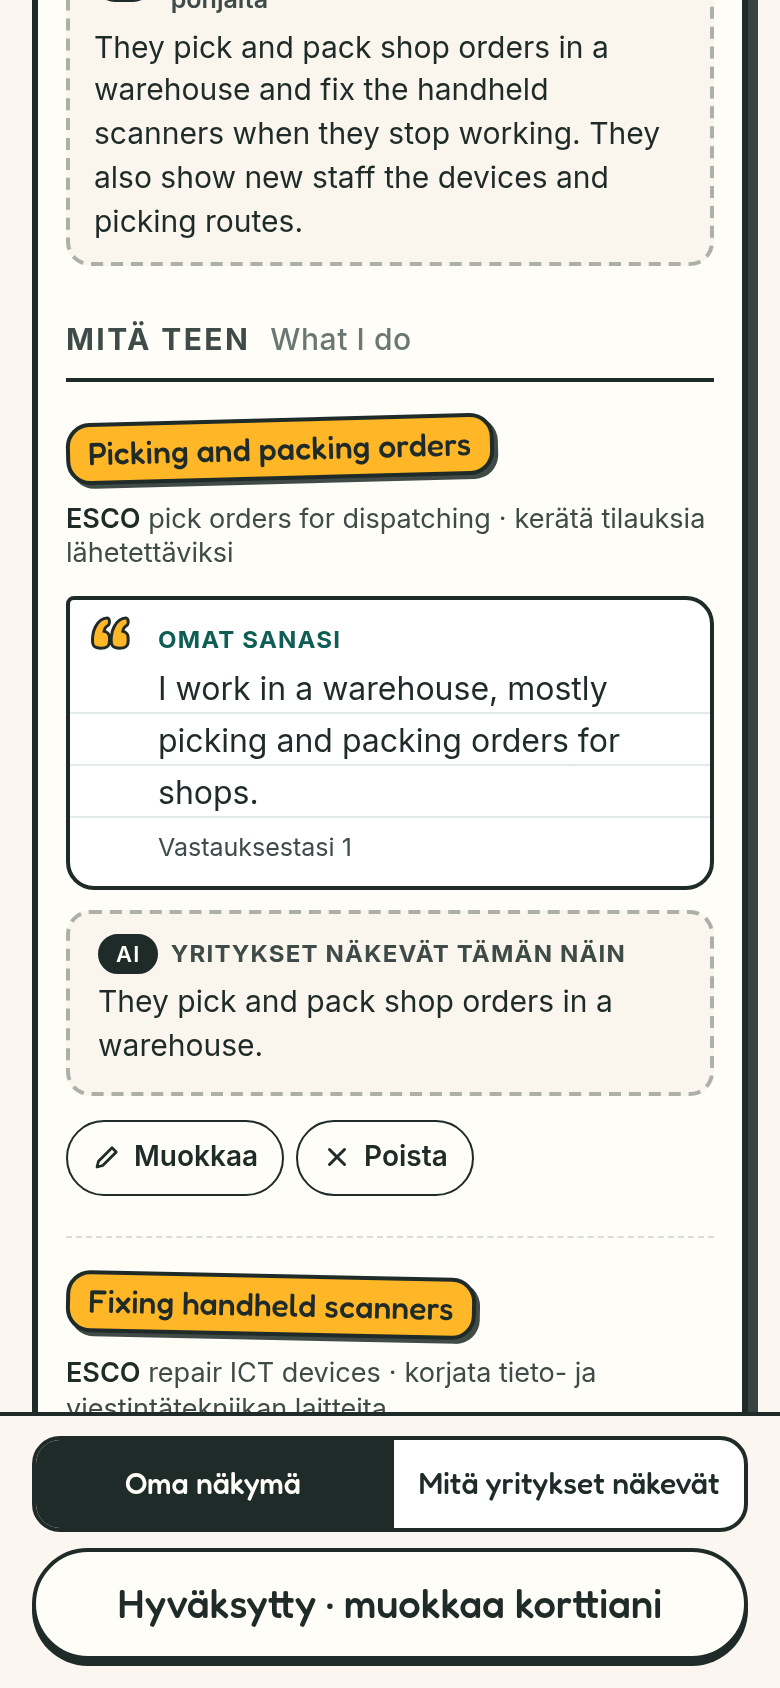 pohjalta
They pick and pack shop orders in a
warehouse and fix the handheld
scanners when they stop working. They
also show new staff the devices and
picking routes.
MITÄ TEEN What I do
Picking and packing orders
ESCO pick orders for dispatching · kerätä tilauksia
lähetettäviksi
OMAT SANASI
I work in a warehouse, mostly
picking and packing orders for
shops.
Vastauksestasi 1
AI YRITYKSET NÄKEVÄT TÄMÄN NÄIN
They pick and pack shop orders in a
warehouse.
Muokkaa Poista
Fixing handheld scanners
ESCO repair ICT devices · korjata tieto- ja
viestintätekniikan laitteita
Oma näkymä Mitä yritykset näkevät
Hyväksytty · muokkaa korttiani